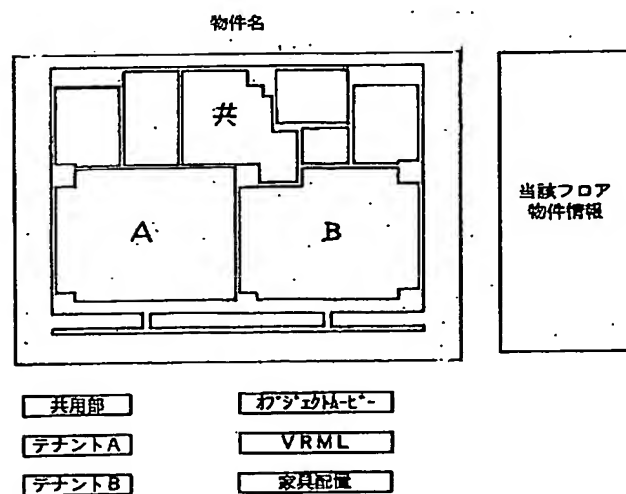 物件名
共
A
B
当該フロア
物件情報
共用部
オブジェクトムービー
テナントA
VRML
テナントB
家具配置